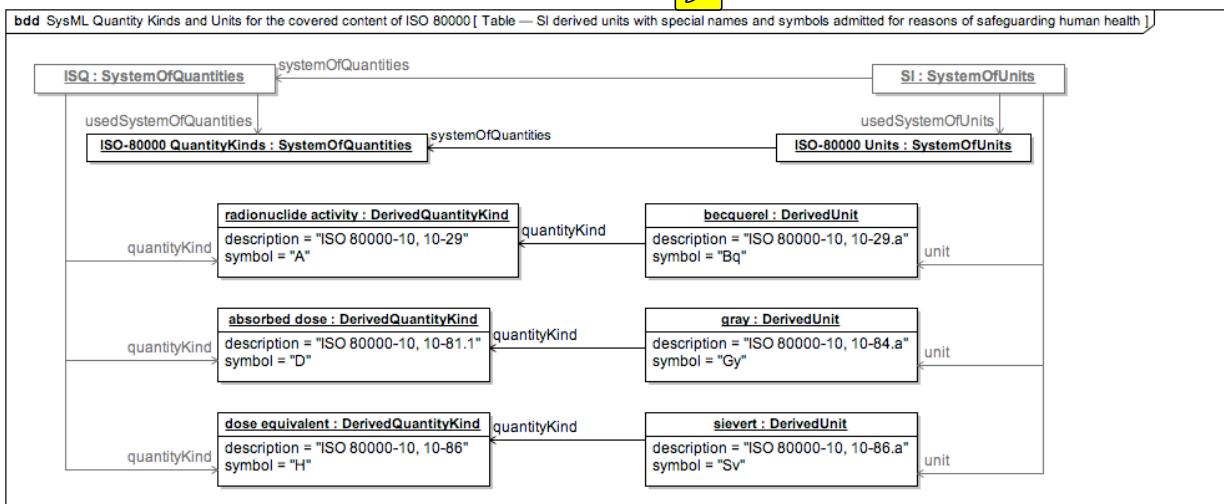 bdd SysML Quantity Kinds and Units for the covered content of ISO 80000 [ Table — SI derived units with special names and symbols admitted for reasons of safeguarding human health ]
ISQ : SystemOfQuantities
systemOfQuantities
SI : SystemOfUnits
usedSystemOfQuantities
usedSystemOfUnits
ISO-80000 QuantityKinds : SystemOfQuantities
systemOfQuantities
ISO-80000 Units : SystemOfUnits
radionuclide activity : DerivedQuantityKind
description = "ISO 80000-10, 10-29"
symbol = "A"
quantityKind
quantityKind
becquerel : DerivedUnit
description = "ISO 80000-10, 10-29.a"
symbol = "Bq"
unit
absorbed dose : DerivedQuantityKind
description = "ISO 80000-10, 10-81.1"
symbol = "D"
quantityKind
quantityKind
gray : DerivedUnit
description = "ISO 80000-10, 10-84.a"
symbol = "Gy"
unit
dose equivalent : DerivedQuantityKind
description = "ISO 80000-10, 10-86"
symbol = "H"
quantityKind
quantityKind
sievert : DerivedUnit
description = "ISO 80000-10, 10-86.a"
symbol = "Sv"
unit